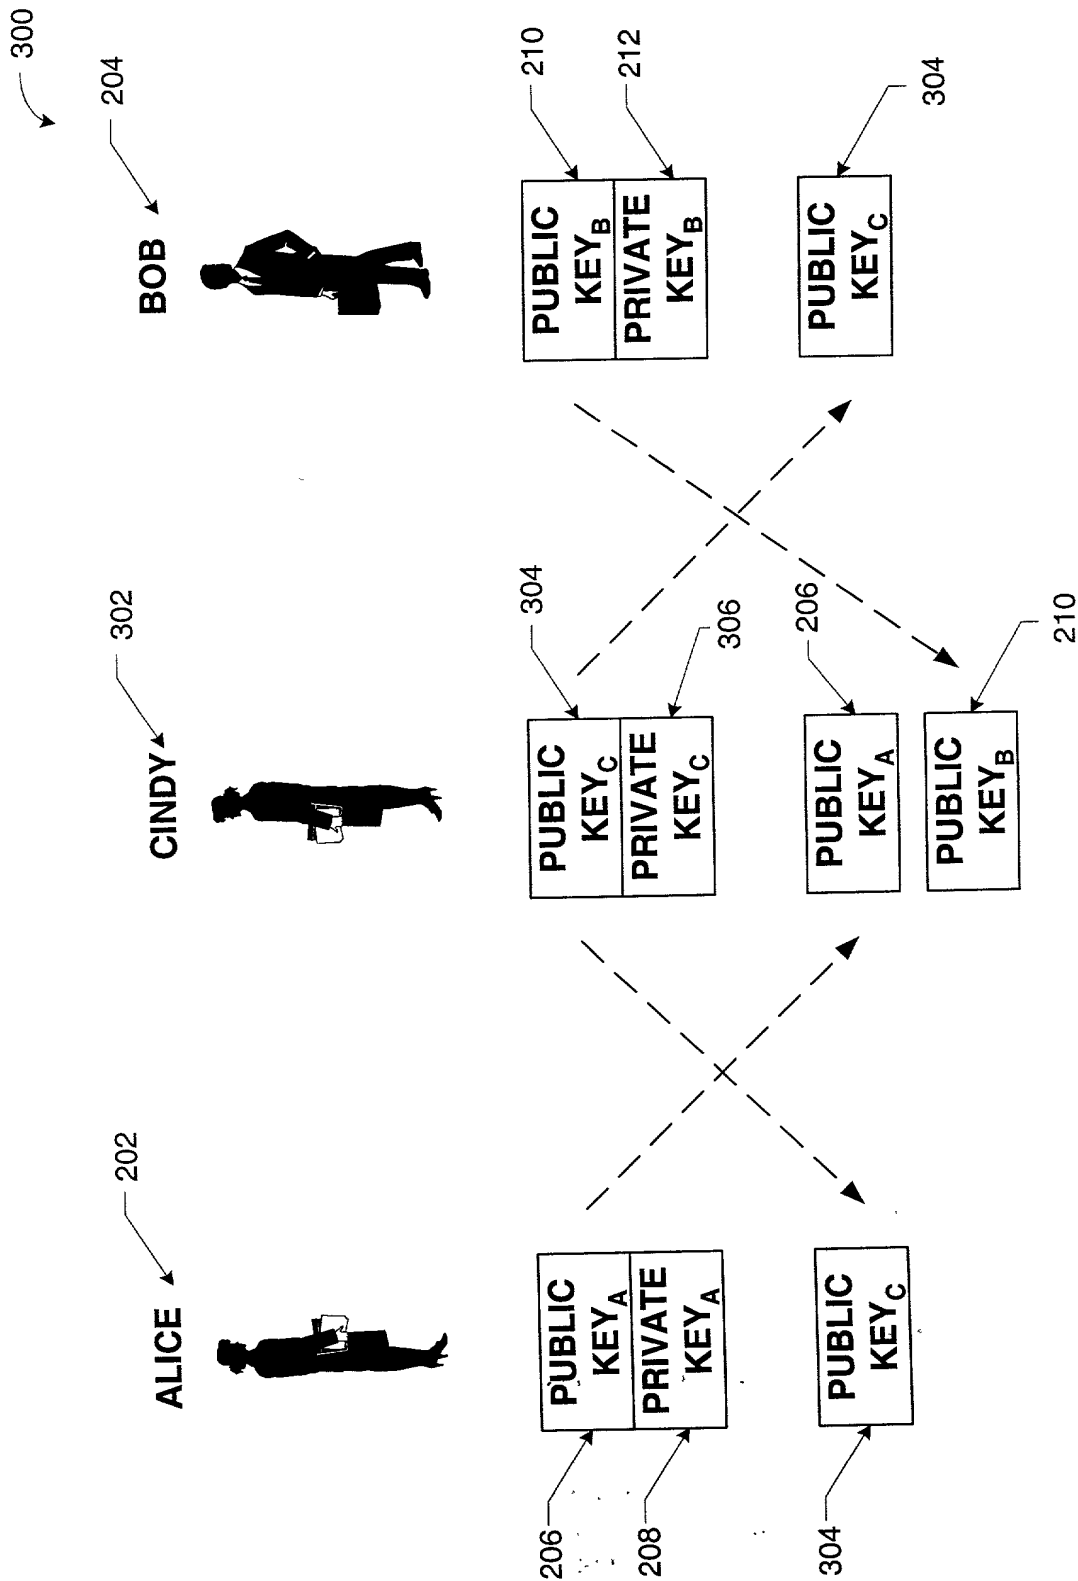 300
ALICE
202
CINDY
302
BOB
204
206
PUBLIC
KEYA
208
PRIVATE
KEYA
304
PUBLIC
KEYC
PUBLIC
KEYC
304
PRIVATE
KEYC
306
PUBLIC
KEYA
206
PUBLIC
KEYB
210
PUBLIC
KEYB
210
PRIVATE
KEYB
212
PUBLIC
KEYC
304